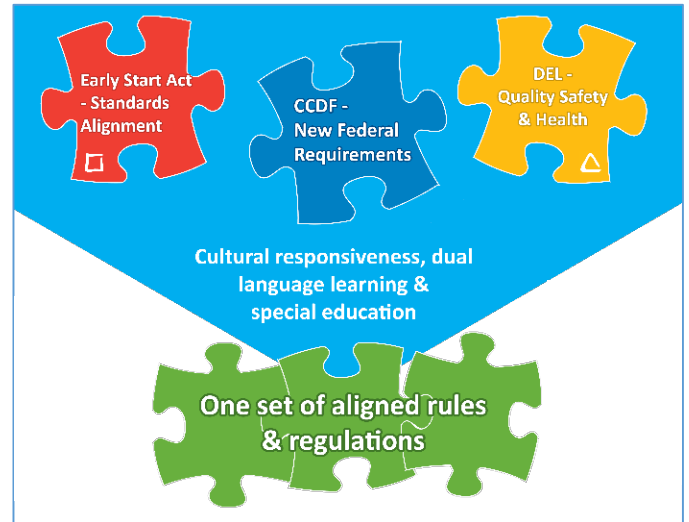 Early Start Act
- Standards
Alignment
CCDF -
New Federal
Requirements
DEL -
Quality Safety
& Health
Cultural responsiveness, dual
language learning &
special education
One set of aligned rules
& regulations